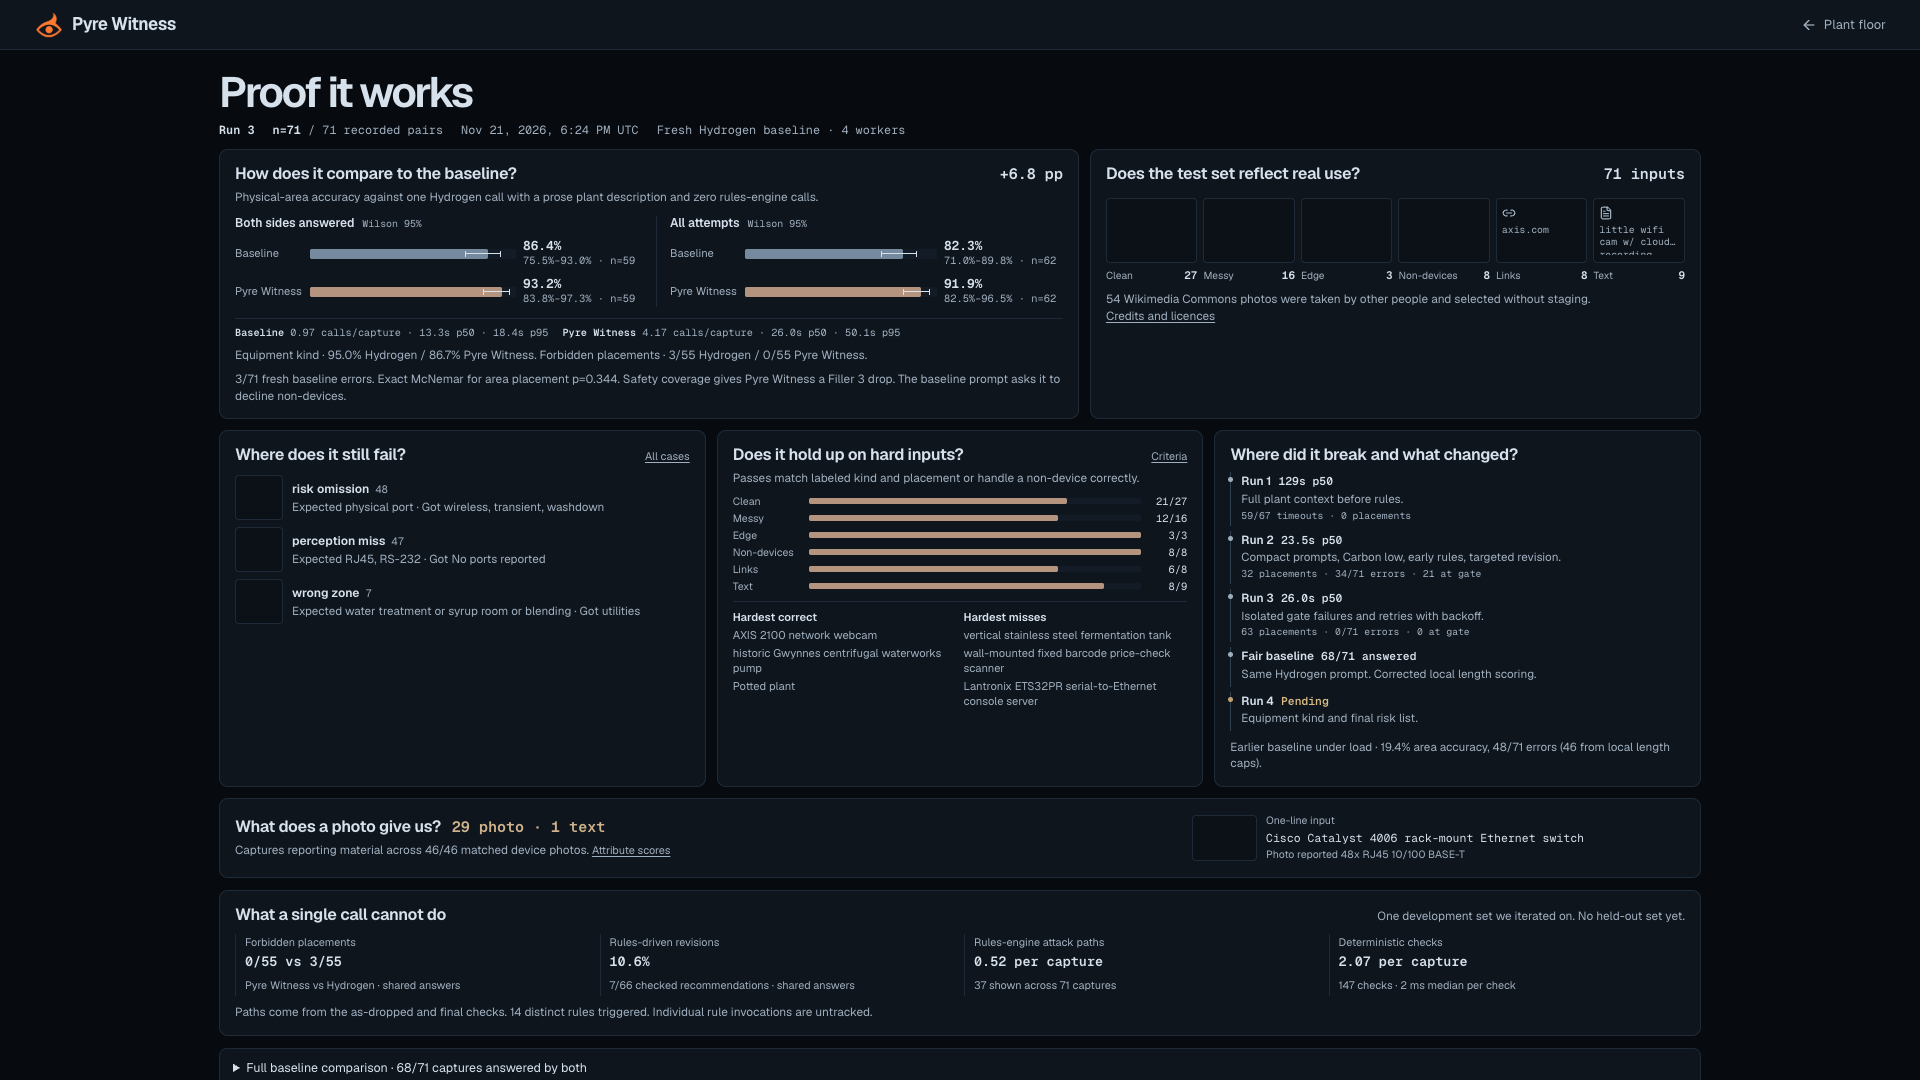 Pyre Witness
Plant floor
Proof it works
Run 3 n=71 / 71 recorded pairs Nov 21, 2026, 6:24 PM UTC Fresh Hydrogen baseline · 4 workers
How does it compare to the baseline?
+6.8 pp
Physical-area accuracy against one Hydrogen call with a prose plant description and zero rules-engine calls.
Both sides answered Wilson 95%
Baseline
86.4%
75.5%–93.0% · n=59
Pyre Witness
93.2%
83.8%–97.3% · n=59
All attempts Wilson 95%
Baseline
82.3%
71.0%–89.8% · n=62
Pyre Witness
91.9%
82.5%–96.5% · n=62
Baseline 0.97 calls/capture · 13.3s p50 · 18.4s p95 Pyre Witness 4.17 calls/capture · 26.0s p50 · 50.1s p95
Equipment kind · 95.0% Hydrogen / 86.7% Pyre Witness. Forbidden placements · 3/55 Hydrogen / 0/55 Pyre Witness.
3/71 fresh baseline errors. Exact McNemar for area placement p=0.344. Safety coverage gives Pyre Witness a Filler 3 drop. The baseline prompt asks it to
decline non-devices.
Does the test set reflect real use?
71 inputs
axis.com
little wifi
cam w/ cloud…
recording
Clean 27
Messy 16
Edge 3
Non-devices 8
Links 8
Text 9
54 Wikimedia Commons photos were taken by other people and selected without staging.
Credits and licences
Where does it still fail?
All cases
risk omission 48
Expected physical port · Got wireless, transient, washdown
perception miss 47
Expected RJ45, RS-232 · Got No ports reported
wrong zone 7
Expected water treatment or syrup room or blending · Got utilities
Does it hold up on hard inputs?
Criteria
Passes match labeled kind and placement or handle a non-device correctly.
Clean 21/27
Messy 12/16
Edge 3/3
Non-devices 8/8
Links 6/8
Text 8/9
Hardest correct
AXIS 2100 network webcam
historic Gwynnes centrifugal waterworks
pump
Potted plant
Hardest misses
vertical stainless steel fermentation tank
wall-mounted fixed barcode price-check
scanner
Lantronix ETS32PR serial-to-Ethernet
console server
Where did it break and what changed?
Run 1 129s p50
Full plant context before rules.
59/67 timeouts · 0 placements
Run 2 23.5s p50
Compact prompts, Carbon low, early rules, targeted revision.
32 placements · 34/71 errors · 21 at gate
Run 3 26.0s p50
Isolated gate failures and retries with backoff.
63 placements · 0/71 errors · 0 at gate
Fair baseline 68/71 answered
Same Hydrogen prompt. Corrected local length scoring.
Run 4 Pending
Equipment kind and final risk list.
Earlier baseline under load · 19.4% area accuracy, 48/71 errors (46 from local length
caps).
What does a photo give us? 29 photo · 1 text
Captures reporting material across 46/46 matched device photos. Attribute scores
One-line input
Cisco Catalyst 4006 rack-mount Ethernet switch
Photo reported 48x RJ45 10/100 BASE-T
What a single call cannot do
One development set we iterated on. No held-out set yet.
Forbidden placements
0/55 vs 3/55
Pyre Witness vs Hydrogen · shared answers
Rules-driven revisions
10.6%
7/66 checked recommendations · shared answers
Rules-engine attack paths
0.52 per capture
37 shown across 71 captures
Deterministic checks
2.07 per capture
147 checks · 2 ms median per check
Paths come from the as-dropped and final checks. 14 distinct rules triggered. Individual rule invocations are untracked.
Full baseline comparison · 68/71 captures answered by both